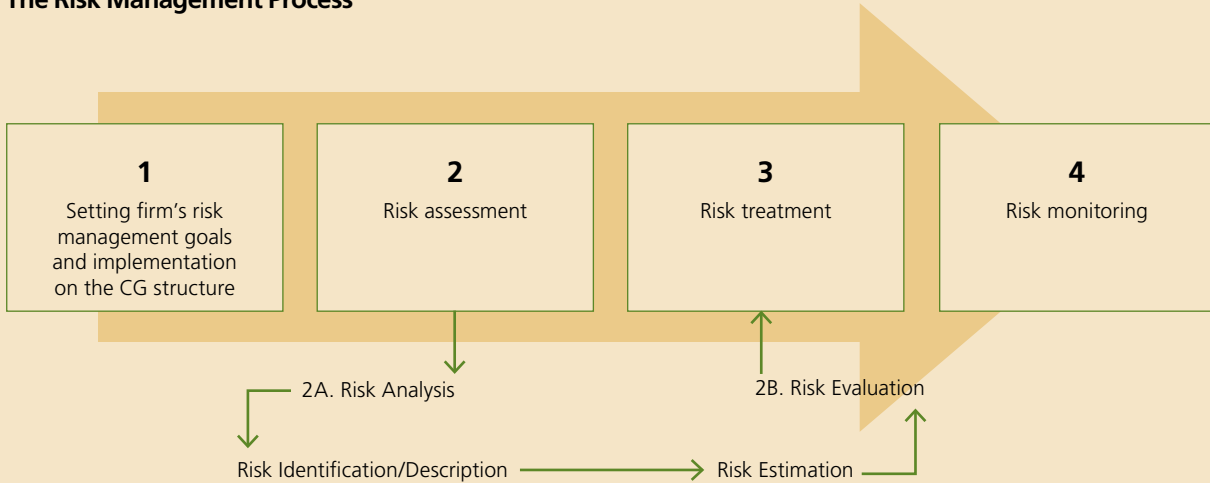 The Risk Management Process
1
Setting firm's risk
management goals
and implementation
on the CG structure
2
Risk assessment
3
Risk treatment
4
Risk monitoring
2A. Risk Analysis
2B. Risk Evaluation
Risk Identification/Description
Risk Estimation